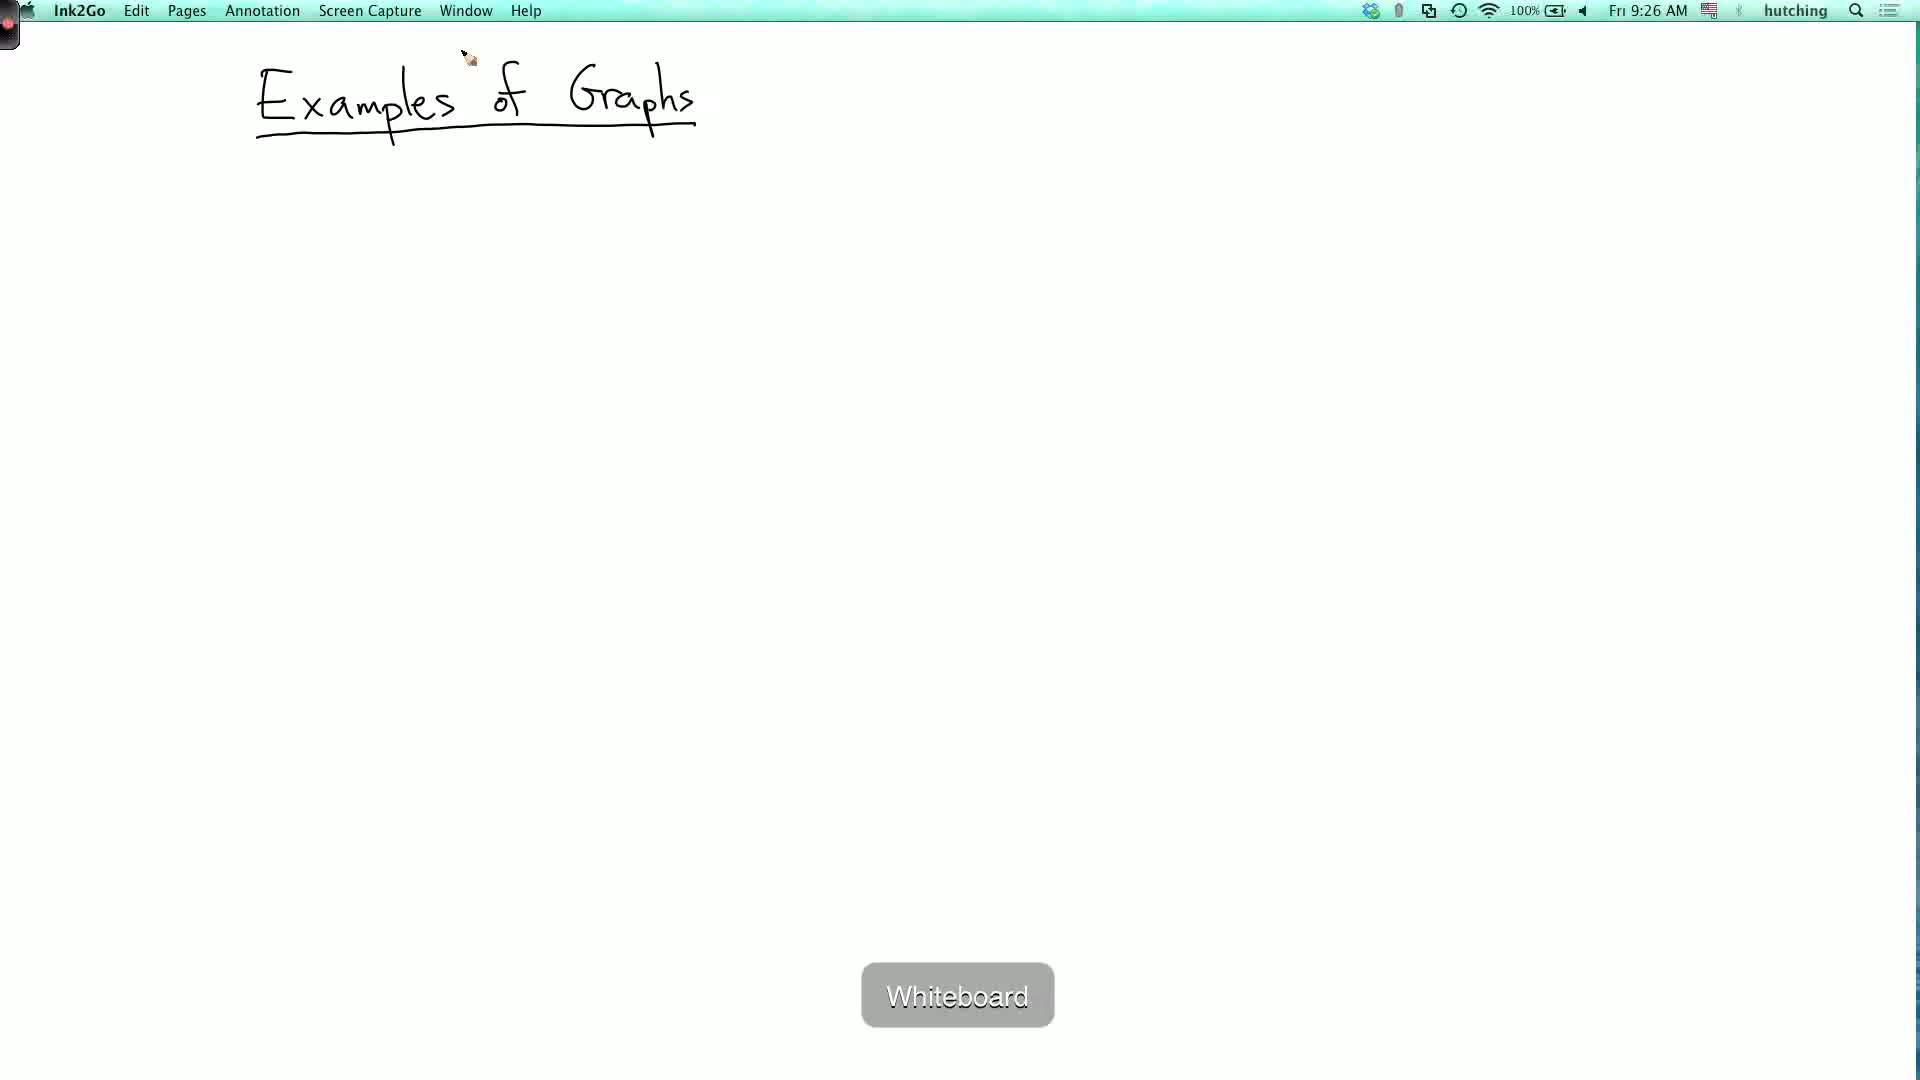 Ink2Go Edit Pages Annotation Screen Capture Window Help 100% Fri 9:26 AM hutching
Examples of Graphs
Whiteboard